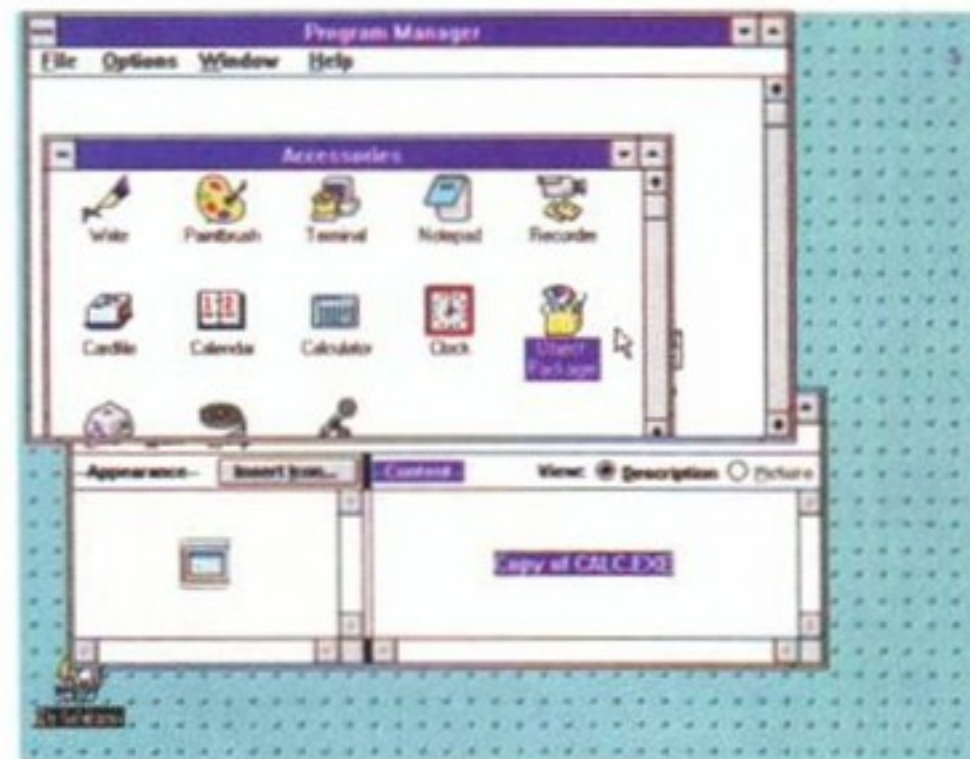 Program Manager
File Options Window Help
Accessories
Write Paintbrush Terminal Notepad Recorder
Cardfile Calendar Calculator Clock Object
Packager
Appearance Insert Icon... Content View: Description Picture
Copy of CALC.EXE